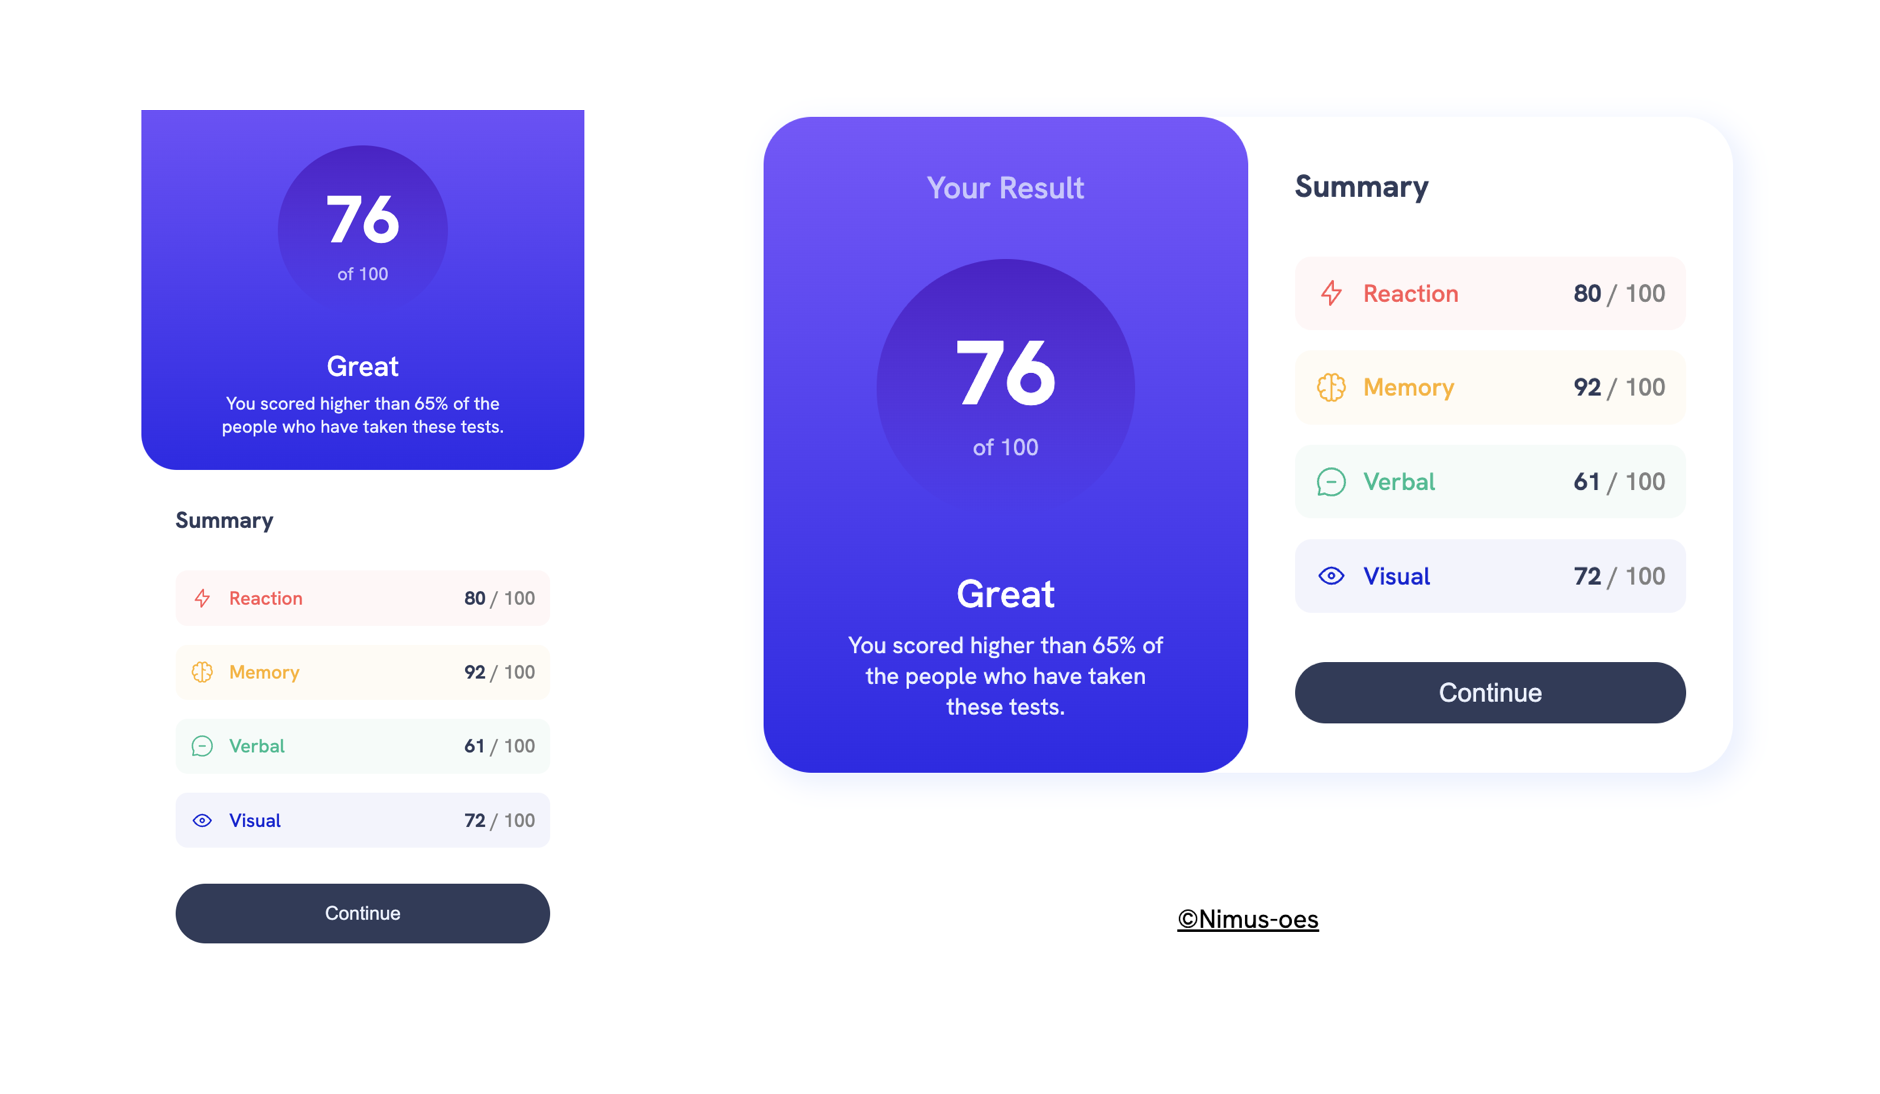 76
of 100
Great
You scored higher than 65% of the
people who have taken these tests.
Summary
Reaction 80 / 100
Memory 92 / 100
Verbal 61 / 100
Visual 72 / 100
Continue
Your Result
76
of 100
Great
You scored higher than 65% of
the people who have taken
these tests.
Summary
Reaction 80 / 100
Memory 92 / 100
Verbal 61 / 100
Visual 72 / 100
Continue
©Nimus-oes